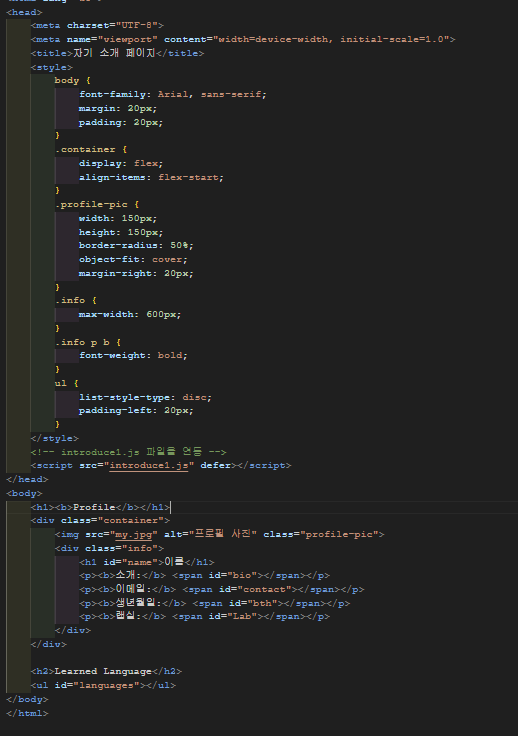 <head>
    <meta charset="UTF-8">
    <meta name="viewport" content="width=device-width, initial-scale=1.0">
    <title>자기 소개 페이지</title>
    <style>
        body {
            font-family: Arial, sans-serif;
            margin: 20px;
            padding: 20px;
        }
        .container {
            display: flex;
            align-items: flex-start;
        }
        .profile-pic {
            width: 150px;
            height: 150px;
            border-radius: 50%;
            object-fit: cover;
            margin-right: 20px;
        }
        .info {
            max-width: 600px;
        }
        .info p b {
            font-weight: bold;
        }
        ul {
            list-style-type: disc;
            padding-left: 20px;
        }
    </style>
    <!-- introduce1.js 파일을 연동 -->
    <script src="introduce1.js" defer></script>
</head>
<body>
    <h1><b>Profile</b></h1>
    <div class="container">
        <img src="my.jpg" alt="프로필 사진" class="profile-pic">
        <div class="info">
            <h1 id="name">이름</h1>
            <p><b>소개:</b> <span id="bio"></span></p>
            <p><b>이메일:</b> <span id="contact"></span></p>
            <p><b>생년월일:</b> <span id="bth"></span></p>
            <p><b>랩실:</b> <span id="Lab"></span></p>
        </div>
    </div>

    <h2>Learned Language</h2>
    <ul id="languages"></ul>
</body>
</html>